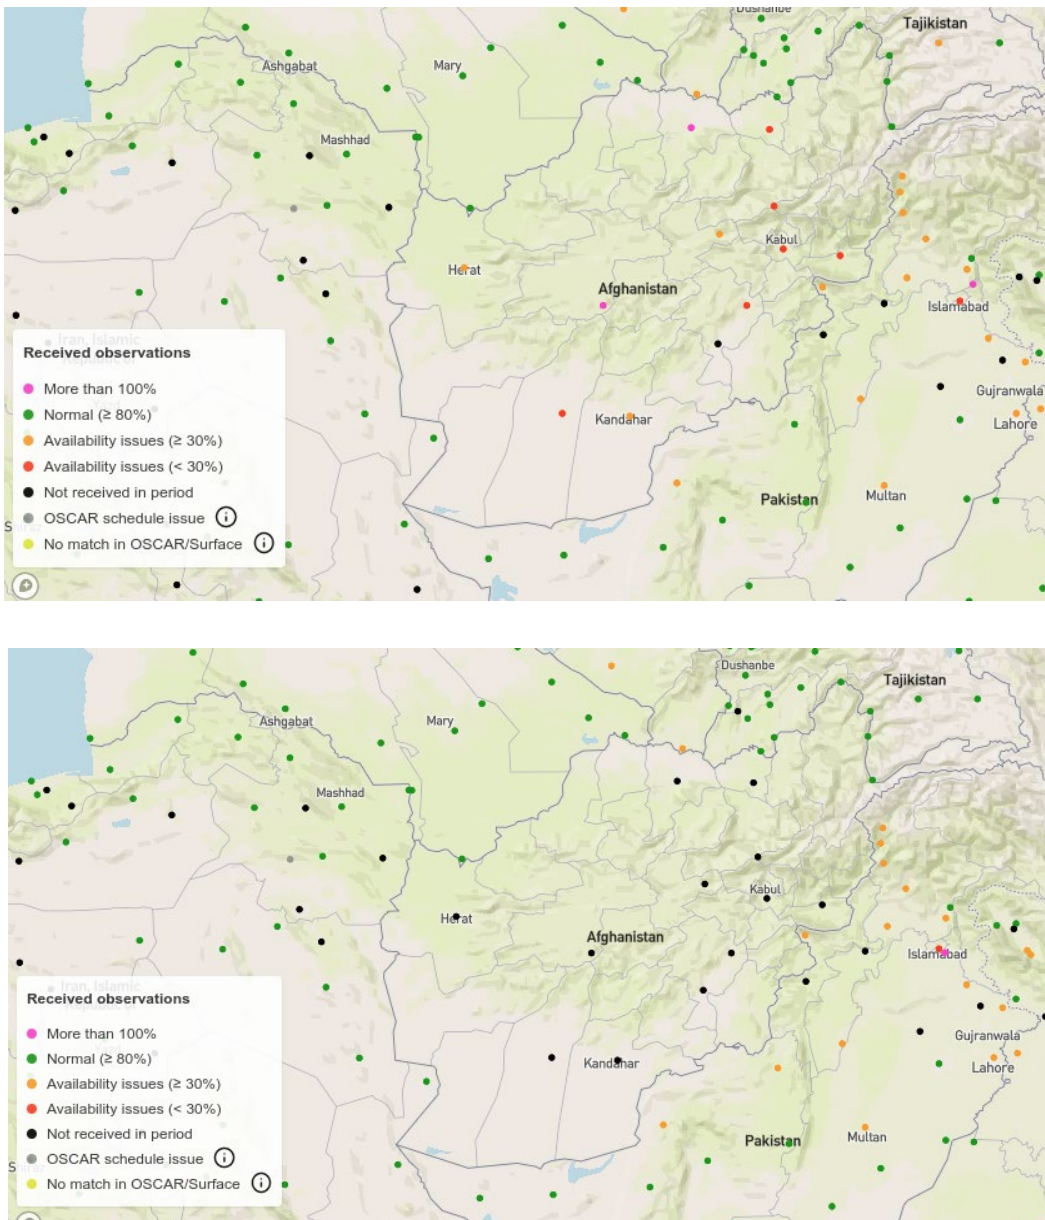 Dushanbe
Tajikistan
Ashgabat
Mary
Mashhad
Kabul
Herat
Afghanistan
Islamabad
Iran, Islamic
Received observations
More than 100%
Normal (≥ 80%)
Availability issues (≥ 30%)
Availability issues (< 30%)
Not received in period
OSCAR schedule issue
No match in OSCAR/Surface
Gujranwala
Lahore
Kandahar
Pakistan
Multan
Dushanbe
Tajikistan
Ashgabat
Mary
Mashhad
Kabul
Herat
Afghanistan
Islamabad
Iran, Islamic
Received observations
More than 100%
Normal (≥ 80%)
Availability issues (≥ 30%)
Availability issues (< 30%)
Not received in period
OSCAR schedule issue
No match in OSCAR/Surface
Gujranwala
Lahore
Kandahar
Pakistan
Multan